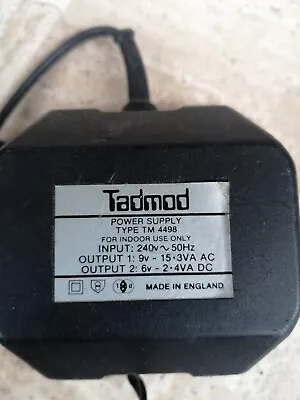 Tadmod
POWER SUPPLY
TYPE TM 4498
FOR INDOOR USE ONLY
INPUT: 240v ~ 50Hz
OUTPUT 1: 9v - 15·3VA AC
OUTPUT 2: 6v - 2·4VA DC
MADE IN ENGLAND